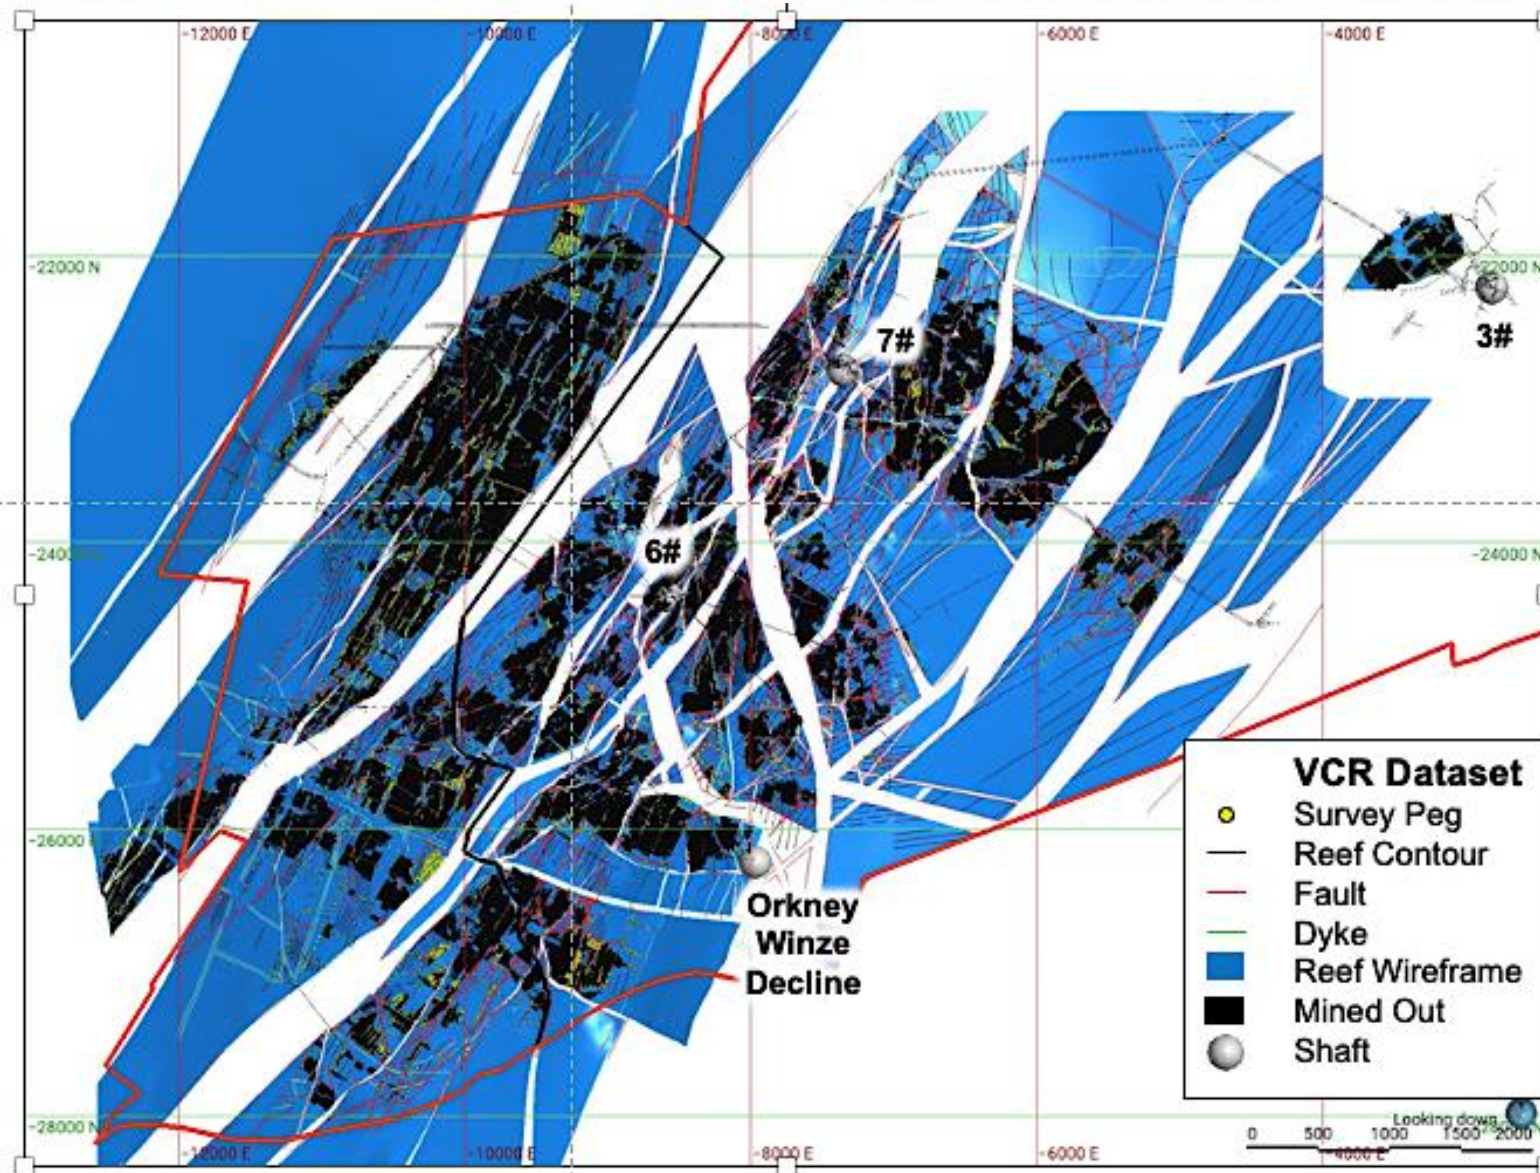 -12000 E
-10000 E
-8000 E
-6000 E
-4000 E
-22000 N
22000 N
7#
3#
6#
-24000 N
-24000 N
-26000 N
Orkney
Winze
Decline
VCR Dataset
Survey Peg
Reef Contour
Fault
Dyke
Reef Wireframe
Mined Out
Shaft
-28000 N
Looking down
0 500 1000 1500 2000
-12000 E
-10000 E
-8000 E
-6000 E
-4000 E